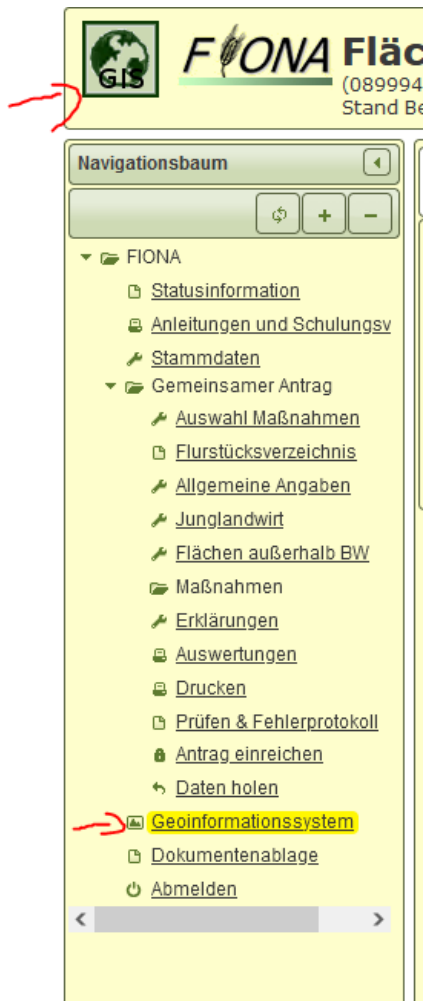 GIS
FIONA Fläc
(089994
Stand Be
Navigationsbaum
FIONA
Statusinformation
Anleitungen und Schulungsv
Stammdaten
Gemeinsamer Antrag
Auswahl Maßnahmen
Flurstücksverzeichnis
Allgemeine Angaben
Junglandwirt
Flächen außerhalb BW
Maßnahmen
Erklärungen
Auswertungen
Drucken
Prüfen & Fehlerprotokoll
Antrag einreichen
Daten holen
Geoinformationssystem
Dokumentenablage
Abmelden